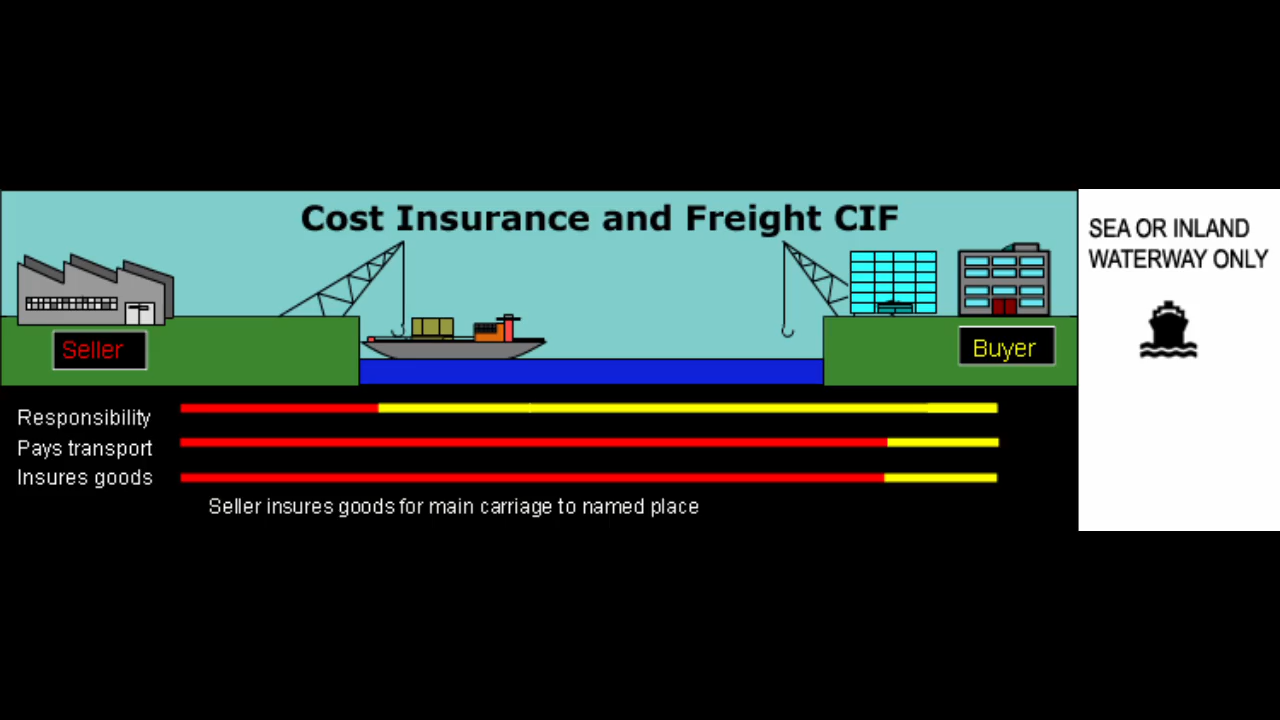 Cost Insurance and Freight CIF
SEA OR INLAND
WATERWAY ONLY
Seller
Buyer
Responsibility
Pays transport
Insures goods
Seller insures goods for main carriage to named place